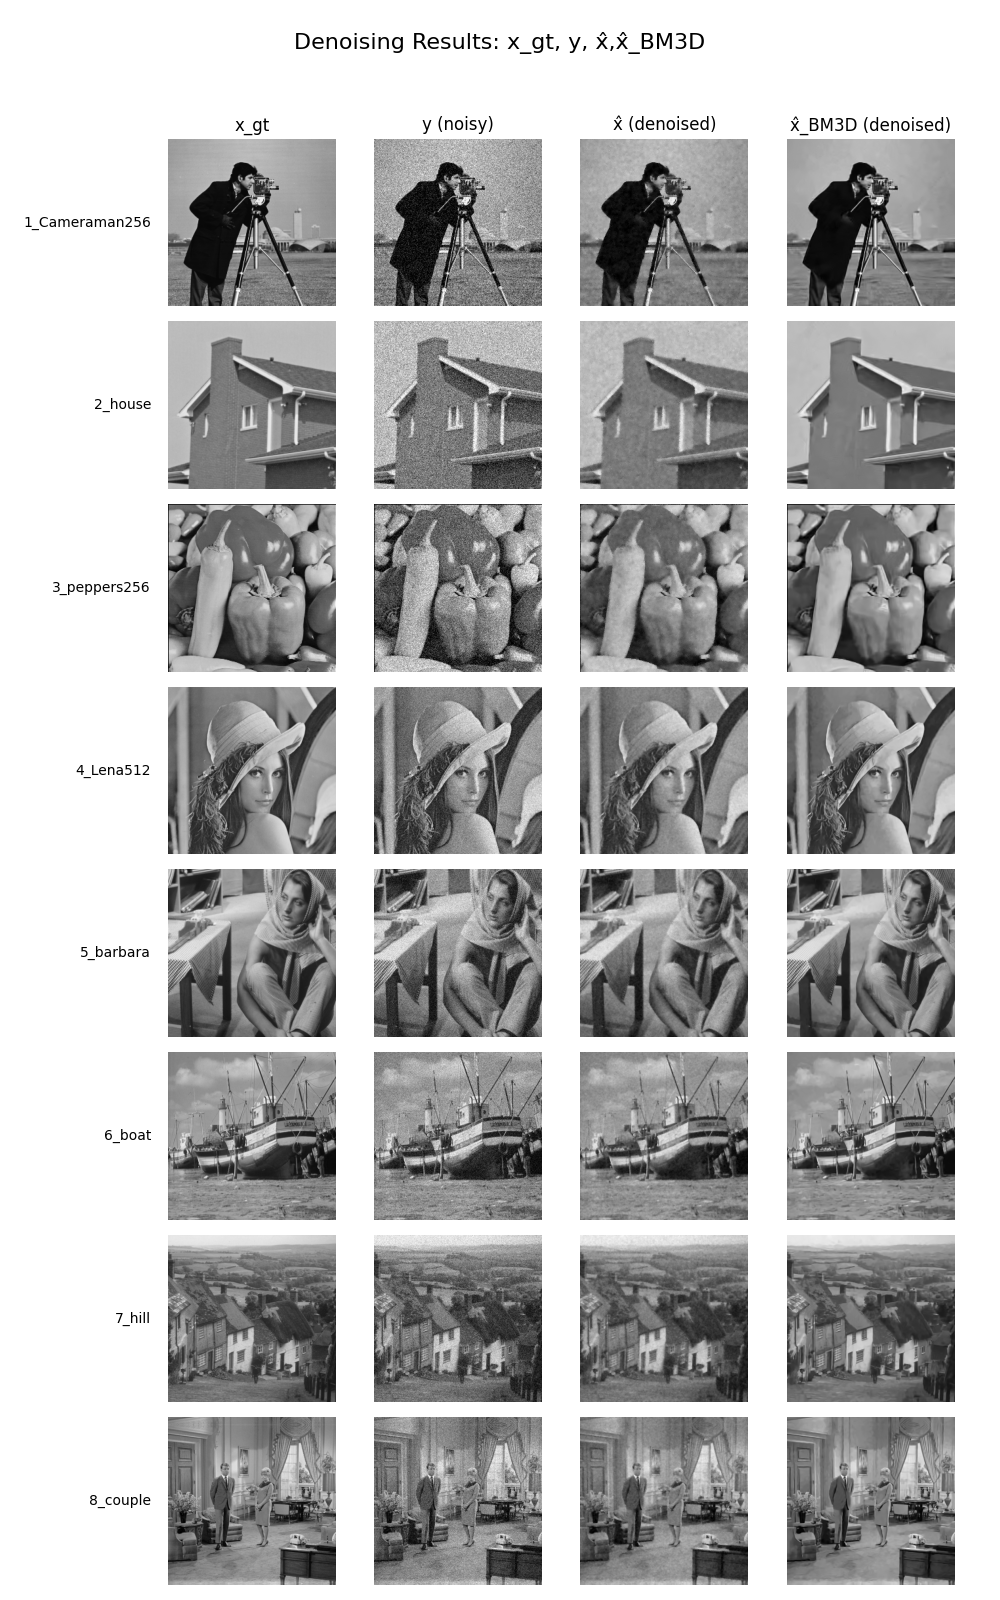 Denoising Results: x_gt, y, x̂,x̂_BM3D
x_gt
y (noisy)
x̂ (denoised)
x̂_BM3D (denoised)
1_Cameraman256
2_house
3_peppers256
4_Lena512
5_barbara
6_boat
7_hill
8_couple